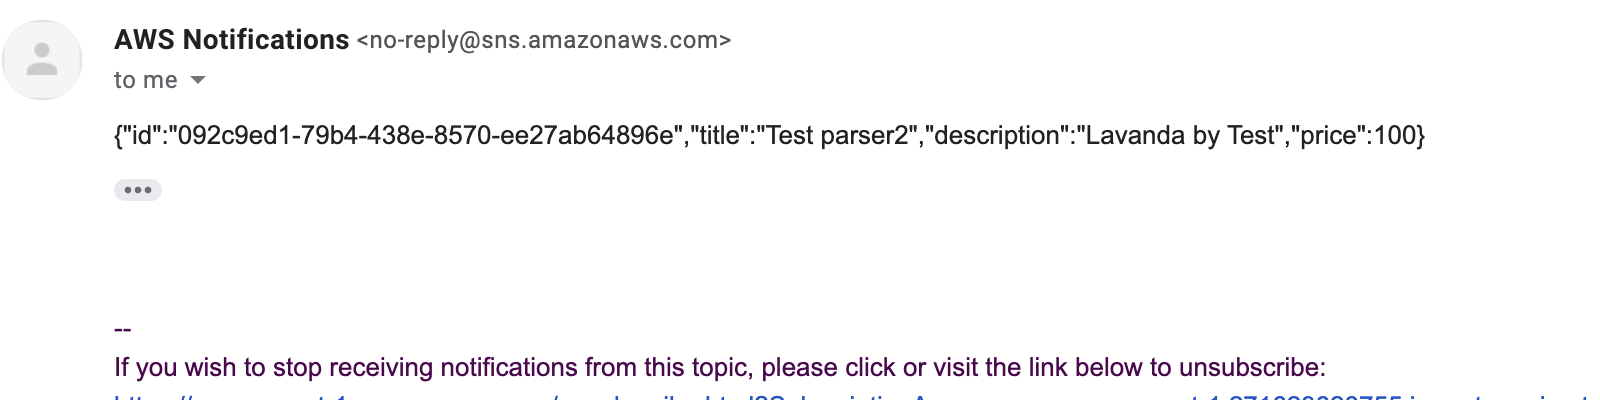 AWS Notifications <no-reply@sns.amazonaws.com>
to me
{"id":"092c9ed1-79b4-438e-8570-ee27ab64896e","title":"Test parser2","description":"Lavanda by Test","price":100}
--
If you wish to stop receiving notifications from this topic, please click or visit the link below to unsubscribe: